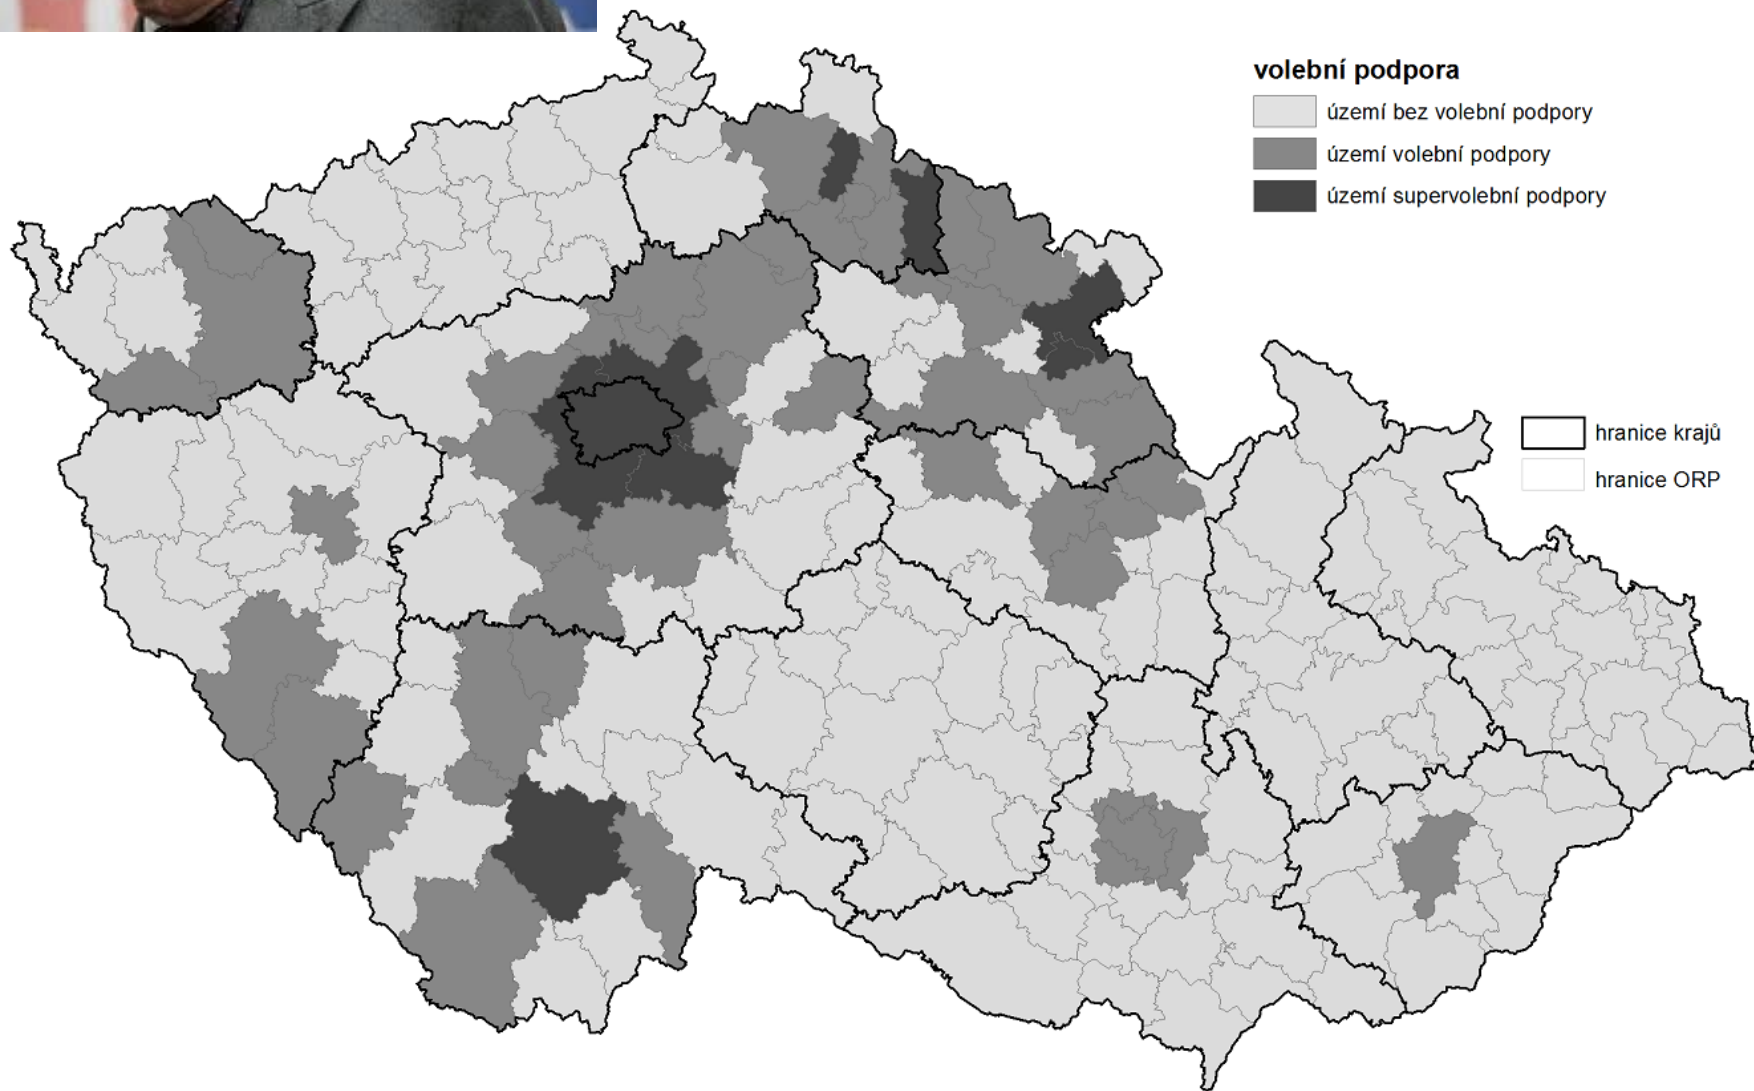 volební podpora
území bez volební podpory
území volební podpory
území supervolební podpory
hranice krajů
hranice ORP